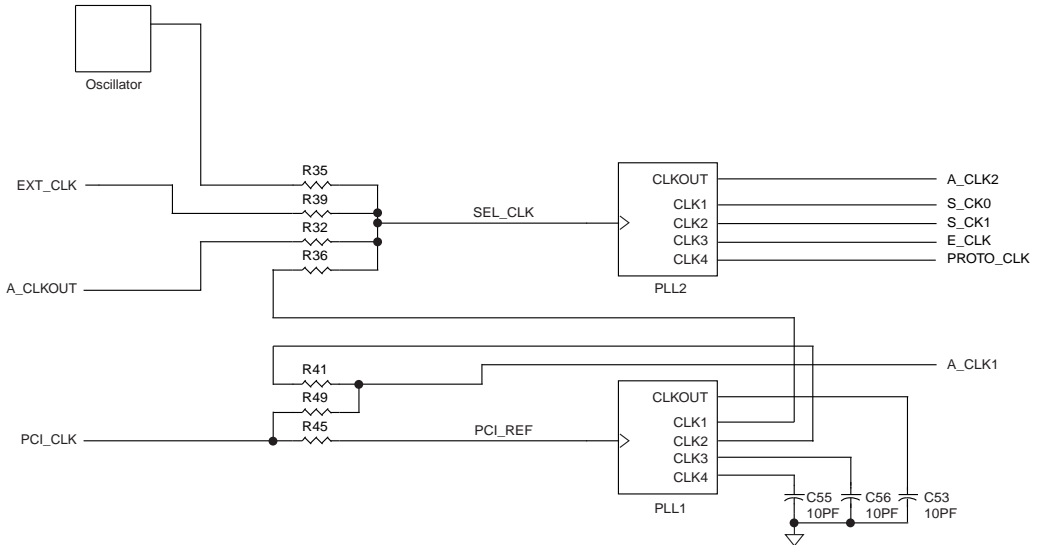 Oscillator
EXT_CLK
A_CLKOUT
R35
R39
R32
R36
SEL_CLK
CLKOUT
CLK1
CLK2
CLK3
CLK4
PLL2
A_CLK2
S_CK0
S_CK1
E_CLK
PROTO_CLK
R41
R49
R45
PCI_CLK
PCI_REF
A_CLK1
CLKOUT
CLK1
CLK2
CLK3
CLK4
PLL1
C55
10PF
C56
10PF
C53
10PF